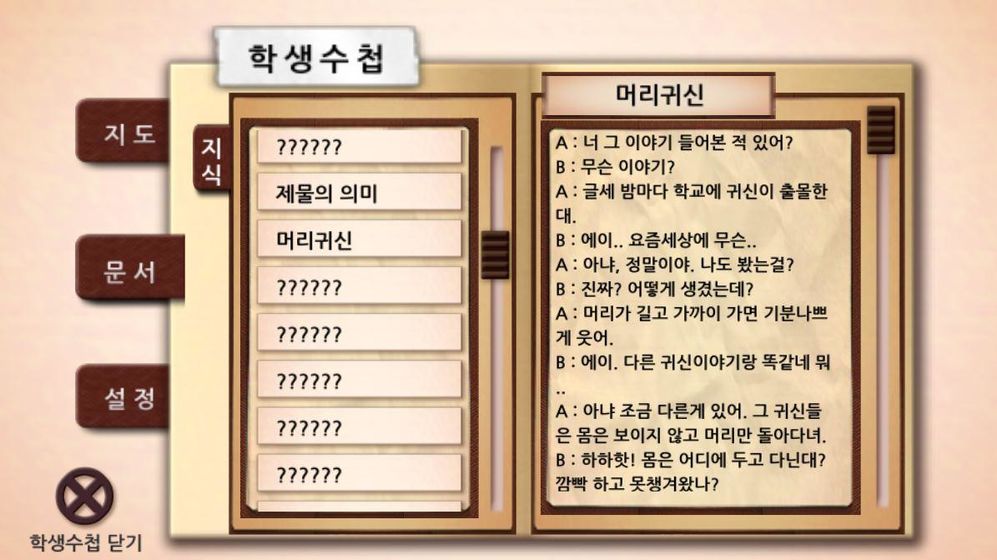 학생수첩
지도
문서
설정
학생수첩 닫기
지식
??????
제물의 의미
머리귀신
??????
??????
??????
??????
??????
머리귀신
A : 너 그 이야기 들어본 적 있어?
B : 무슨 이야기?
A : 글세 밤마다 학교에 귀신이 출몰한
대.
B : 에이.. 요즘세상에 무슨..
A : 아냐, 정말이야. 나도 봤는걸?
B : 진짜? 어떻게 생겼는데?
A : 머리가 길고 가까이 가면 기분나쁘
게 웃어.
B : 에이. 다른 귀신이야기랑 똑같네 뭐
..
A : 아냐 조금 다른게 있어. 그 귀신들
은 몸은 보이지 않고 머리만 돌아다녀.
B : 하하핫! 몸은 어디에 두고 다닌대?
깜빡 하고 못챙겨왔나?